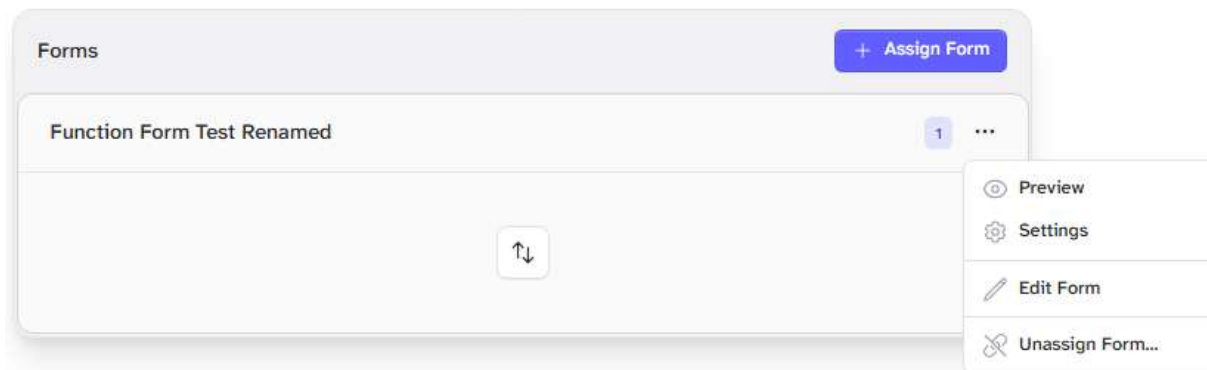 Forms
+ Assign Form
Function Form Test Renamed
1 ...
Preview
Settings
Edit Form
Unassign Form...